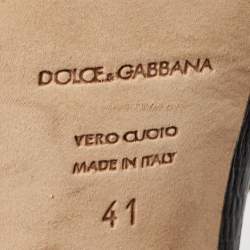 DOLCE & GABBANA
VERO CUOIO
MADE IN ITALY
41